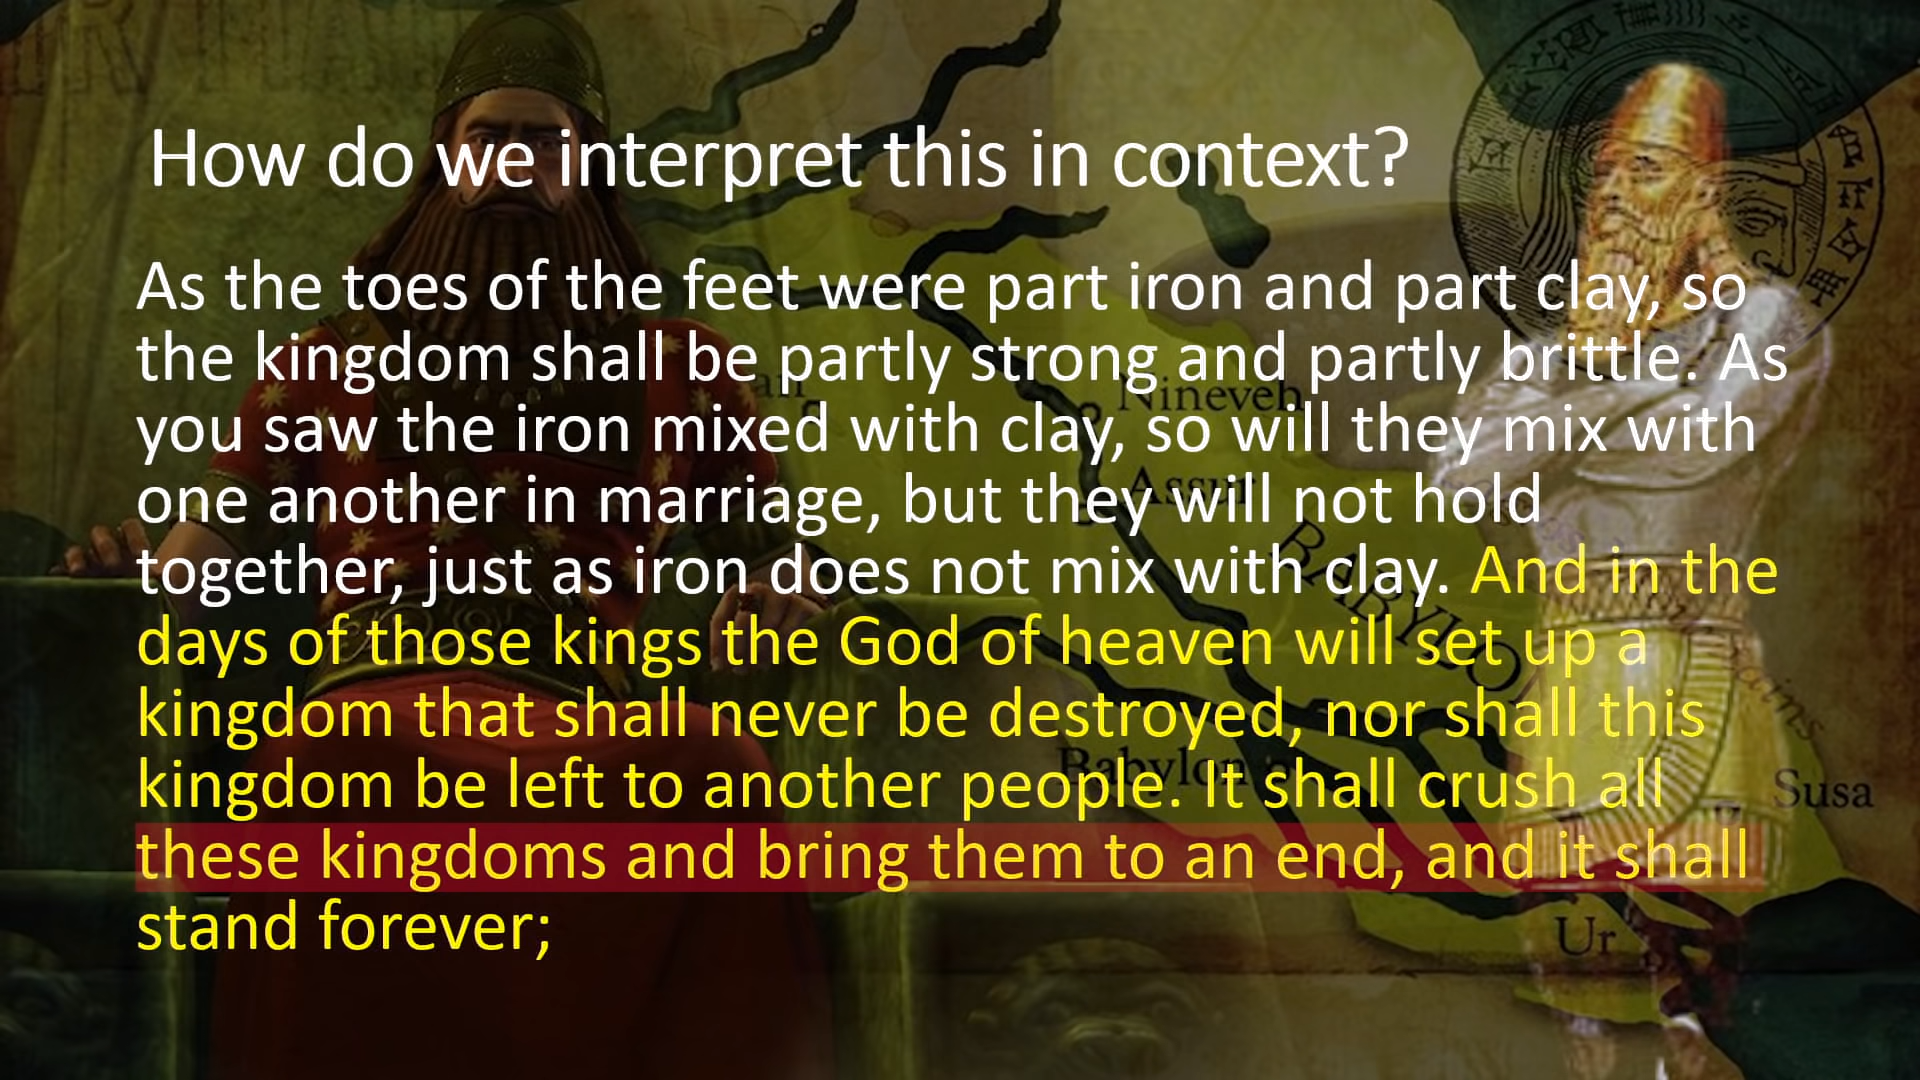 How do we interpret this in context?
As the toes of the feet were part iron and part clay, so
the kingdom shall be partly strong and partly brittle. As
you saw the iron mixed with clay, so will they mix with
one another in marriage, but they will not hold
together, just as iron does not mix with clay. And in the
days of those kings the God of heaven will set up a
kingdom that shall never be destroyed, nor shall this
kingdom be left to another people. It shall crush all
these kingdoms and bring them to an end, and it shall
stand forever;
Nineveh
Assur
BABYLO
Babylon
Susa
Ur